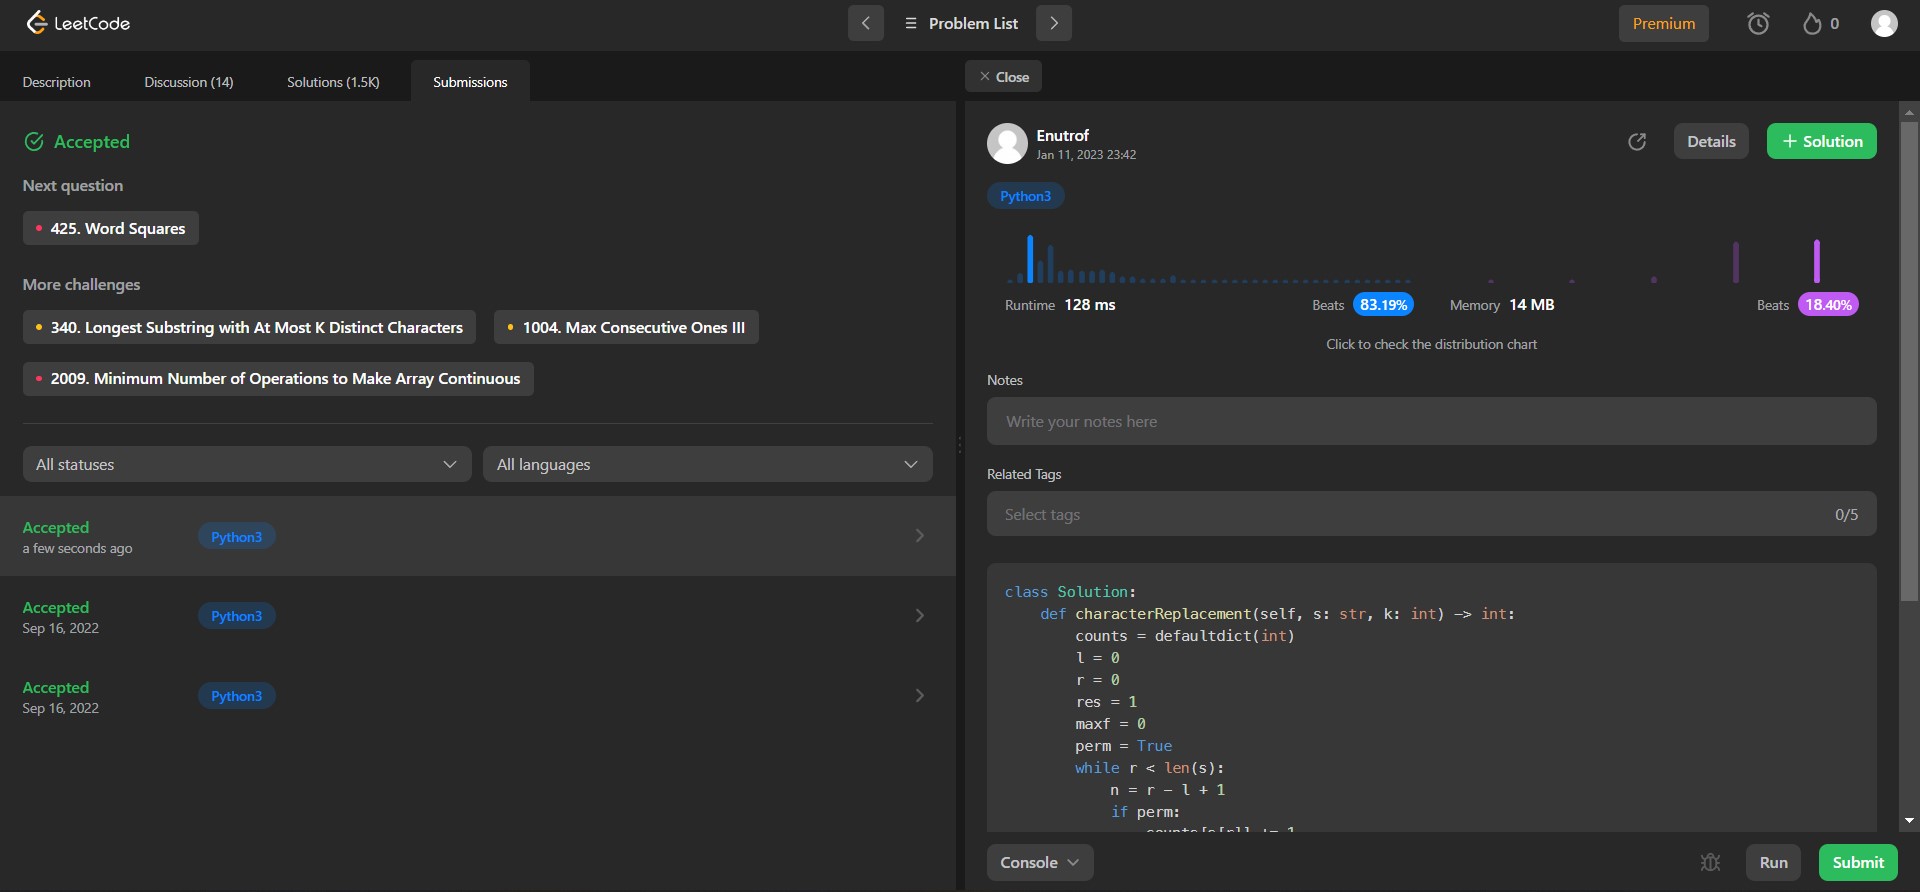 LeetCode
Problem List
Premium
0
Description
Discussion (14)
Solutions (1.5K)
Submissions
Close
Accepted
Next question
425. Word Squares
More challenges
340. Longest Substring with At Most K Distinct Characters
1004. Max Consecutive Ones III
2009. Minimum Number of Operations to Make Array Continuous
All statuses
All languages
Accepted
a few seconds ago
Python3
Accepted
Sep 16, 2022
Python3
Accepted
Sep 16, 2022
Python3
Enutrof
Jan 11, 2023 23:42
Details
+ Solution
Python3
Runtime 128 ms
Beats 83.19%
Memory 14 MB
Beats 18.40%
Click to check the distribution chart
Notes
Write your notes here
Related Tags
Select tags
0/5
class Solution:
    def characterReplacement(self, s: str, k: int) -> int:
        counts = defaultdict(int)
        l = 0
        r = 0
        res = 1
        maxf = 0
        perm = True
        while r < len(s):
            n = r - l + 1
            if perm:
                counts[s[r]] += 1
Console
Run
Submit